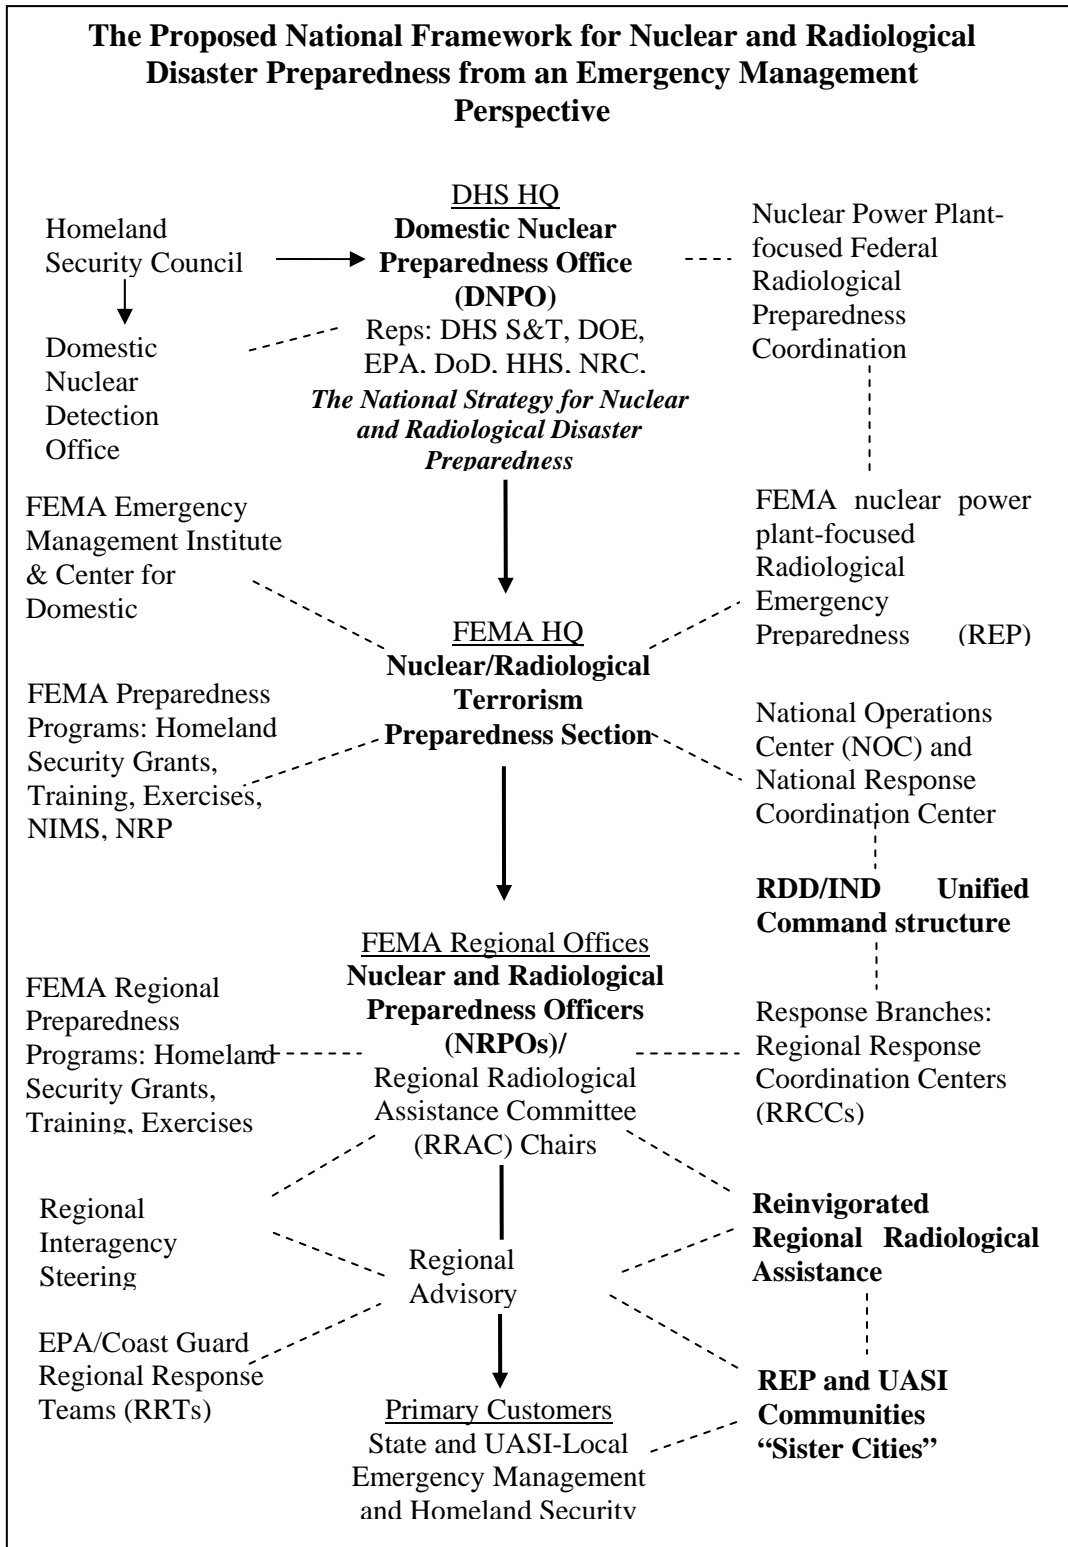 The Proposed National Framework for Nuclear and Radiological
Disaster Preparedness from an Emergency Management
Perspective
DHS HQ
Domestic Nuclear
Preparedness Office
(DNPO)
Reps: DHS S&T, DOE,
EPA, DoD, HHS, NRC,
The National Strategy for Nuclear
and Radiological Disaster
Preparedness
Homeland
Security Council
Domestic
Nuclear
Detection
Office
Nuclear Power Plant-
focused Federal
Radiological
Preparedness
Coordination
FEMA Emergency
Management Institute
& Center for
Domestic
FEMA nuclear power
plant-focused
Radiological
Emergency
Preparedness (REP)
FEMA HQ
Nuclear/Radiological
Terrorism
Preparedness Section
FEMA Preparedness
Programs: Homeland
Security Grants,
Training, Exercises,
NIMS, NRP
National Operations
Center (NOC) and
National Response
Coordination Center
RDD/IND Unified
Command structure
FEMA Regional Offices
Nuclear and Radiological
Preparedness Officers
(NRPOs)/
Regional Radiological
Assistance Committee
(RRAC) Chairs
FEMA Regional
Preparedness
Programs: Homeland
Security Grants,
Training, Exercises
Response Branches:
Regional Response
Coordination Centers
(RRCCs)
Regional
Interagency
Steering
Reinvigorated
Regional Radiological
Assistance
Regional
Advisory
EPA/Coast Guard
Regional Response
Teams (RRTs)
REP and UASI
Communities
“Sister Cities”
Primary Customers
State and UASI-Local
Emergency Management
and Homeland Security